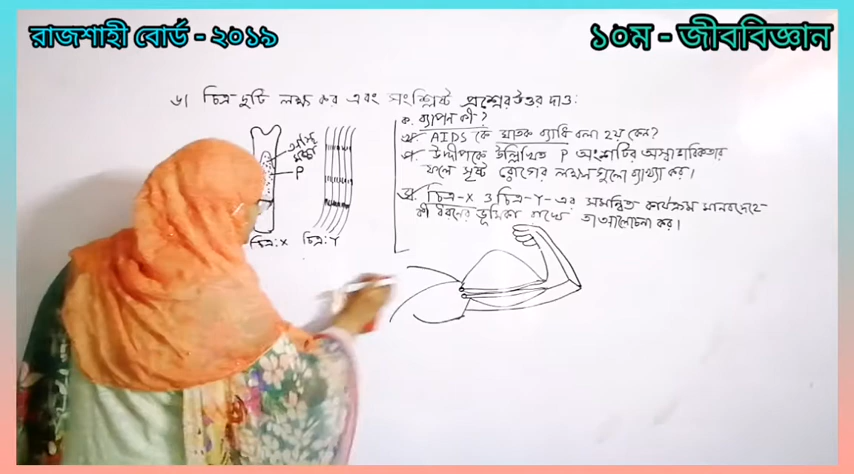 রাজশাহী বোর্ড - ২০১৯
১০ম - জীববিজ্ঞান
৬। চিত্র দুটি লক্ষ্য কর এবং সংশ্লিষ্ট প্রশ্নের উত্তর দাও:
P
চিত্র: X
চিত্র: Y
ক. ব্যাপন কী?
খ. AIDS কে ঘাতক ব্যাধি বলা হয় কেন?
গ. উদ্দীপকে উল্লিখিত P অংশটির অস্বাভাবিকতার
ফলে সৃষ্ট রোগের লক্ষণগুলো ব্যাখ্যা কর।
ঘ. চিত্র-X ও চিত্র-Y-এর সমন্বিত কার্যক্রম মানবদেহে
কী ধরনের ভূমিকা রাখে তা আলোচনা কর।